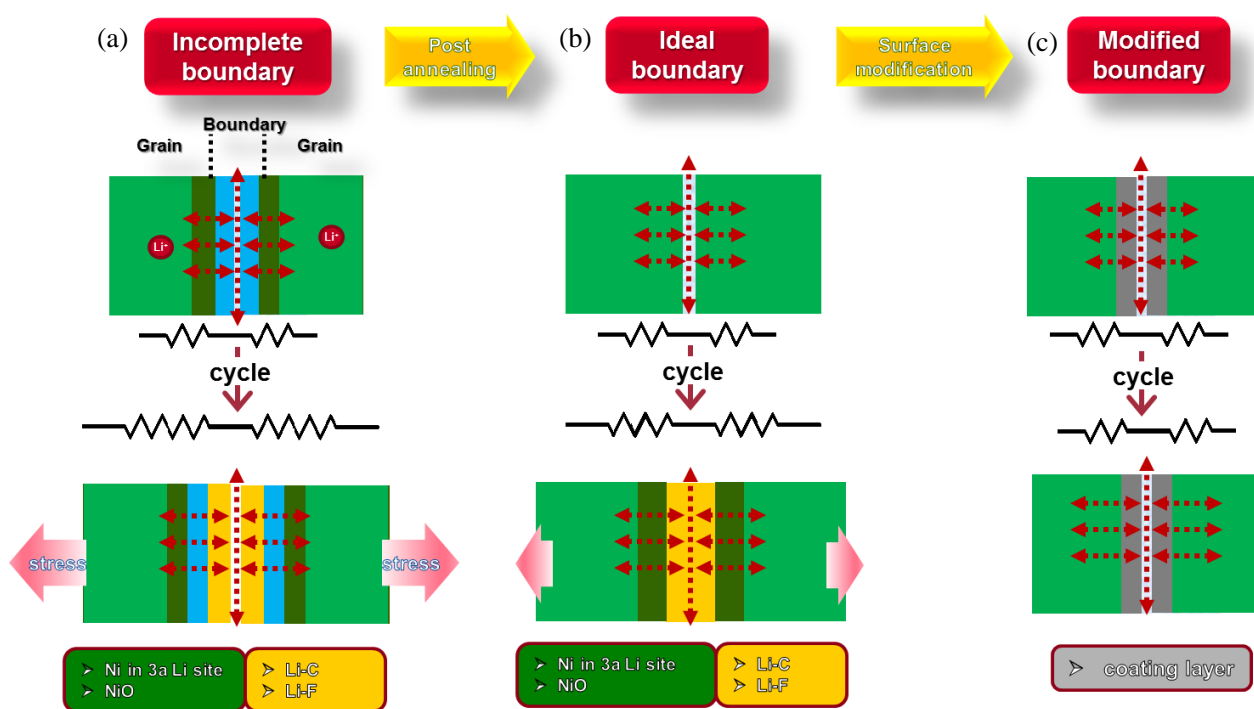 (a)
Incomplete
boundary
Post
annealing
(b)
Ideal
boundary
Surface
modification
(c)
Modified
boundary
Boundary
Grain
Grain
Li⁺
Li⁺
cycle
cycle
cycle
stress
stress
➢ Ni in 3a Li site
➢ NiO
➢ Li-C
➢ Li-F
➢ Ni in 3a Li site
➢ NiO
➢ Li-C
➢ Li-F
➢ coating layer